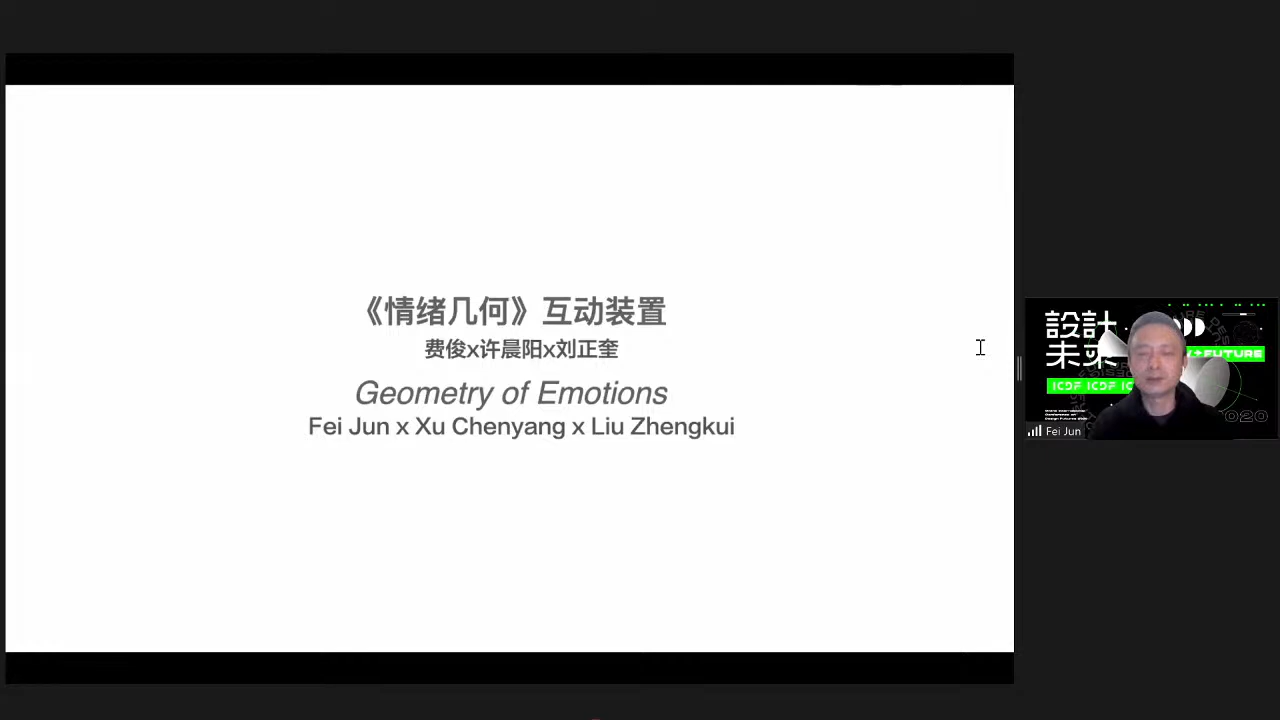 《情绪几何》互动装置
费俊x许晨阳x刘正奎
Geometry of Emotions
Fei Jun x Xu Chenyang x Liu Zhengkui
設計
未来
+FUTURE
ICDF ICDF IC
Fei Jun